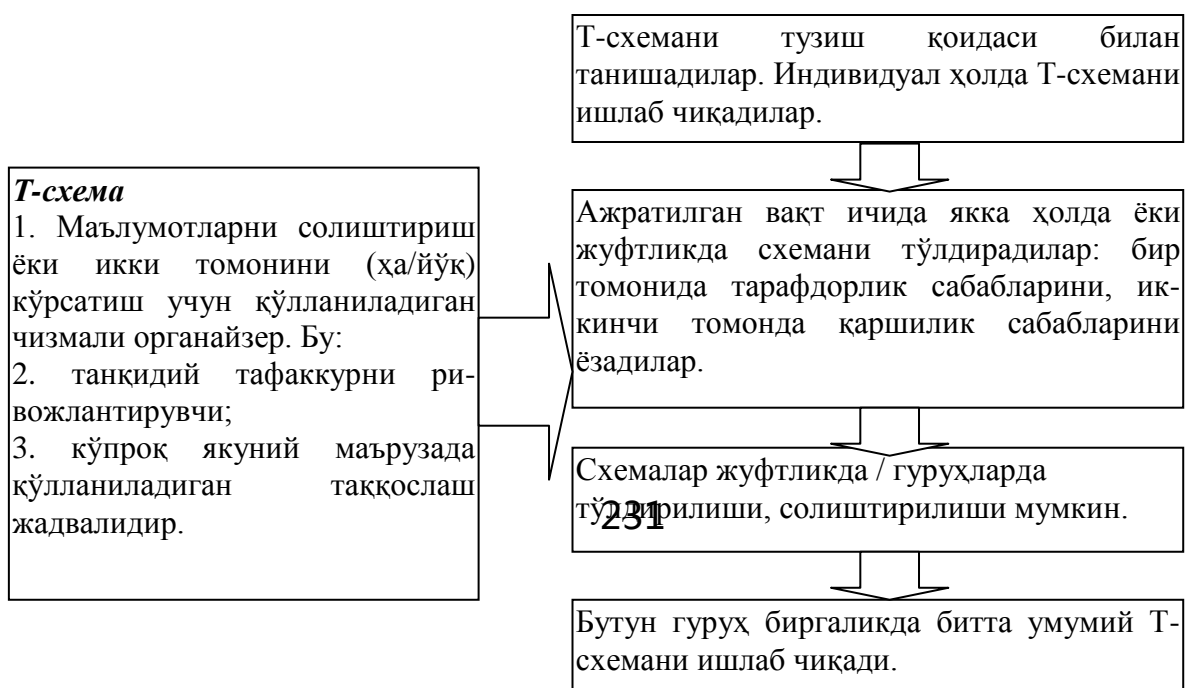 Т-схема
1. Маълумотларни солиштириш
ёки икки томонини (ҳа/йўқ)
кўрсатиш учун қўлланиладиган
чизмали органайзер. Бу:
2. танқидий тафаккурни ри-
вожлантирувчи;
3. кўпроқ якуний маърузада
қўлланиладиган таққослаш
жадвалидир.
Т-схемани тузиш қоидаси билан
танишадилар. Индивидуал ҳолда Т-схемани
ишлаб чиқадилар.
Ажратилган вақт ичида якка ҳолда ёки
жуфтликда схемани тўлдирадилар: бир
томонида тарафдорлик сабабларини, ик-
кинчи томонда қаршилик сабабларини
ёзадилар.
Схемалар жуфтликда / гуруҳларда
тўлдирилиши, солиштирилиши мумкин.
231
Бутун гуруҳ биргаликда битта умумий Т-
схемани ишлаб чиқади.